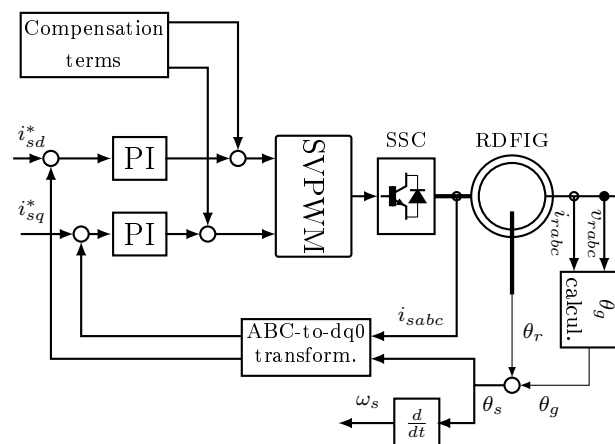 Compensation
terms
i*sd
PI
SVPWM
SSC
RDFIG
i*sq
PI
irabc
vrabc
θg
calcul.
isabc
ABC-to-dq0
transform.
θr
ωs
d/dt
θs
θg